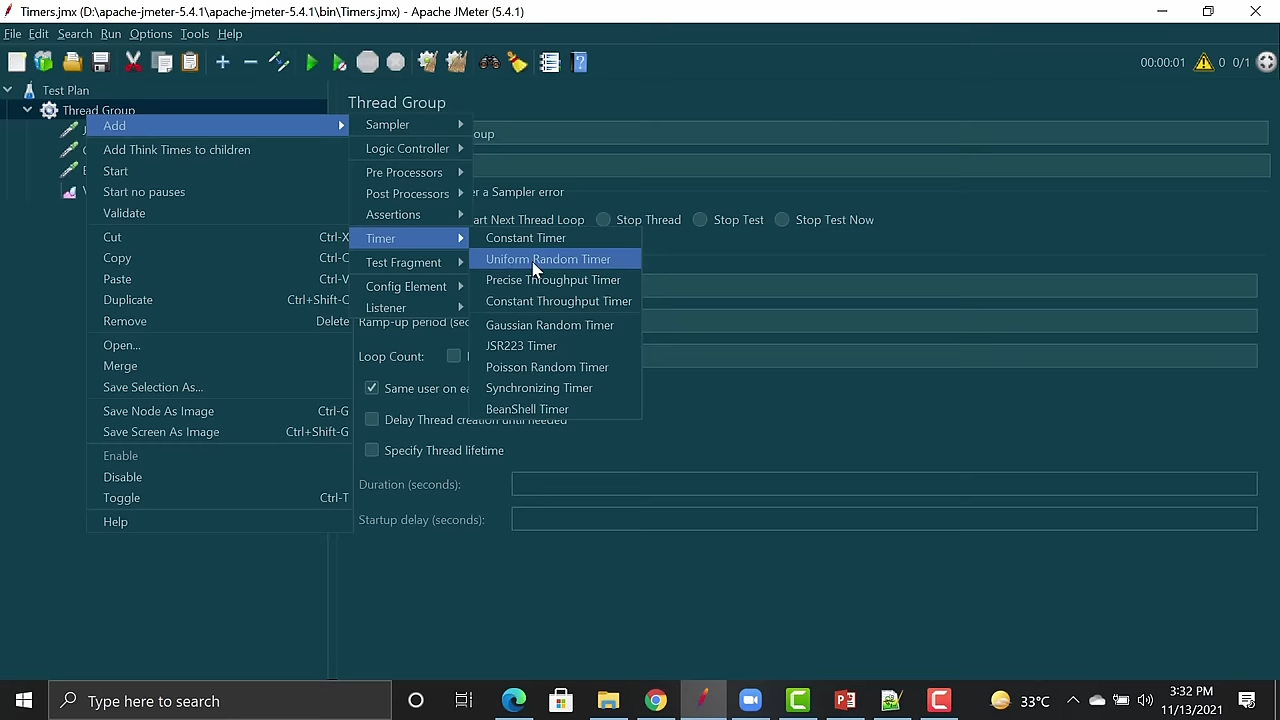 Timers.jmx (D:\apache-jmeter-5.4.1\apache-jmeter-5.4.1\bin\Timers.jmx) - Apache JMeter (5.4.1)
File Edit Search Run Options Tools Help
00:00:01 0 0/1
Test Plan
Thread Group
Add
Add Think Times to children
Start
Start no pauses
Validate
Cut Ctrl-X
Copy Ctrl-C
Paste Ctrl-V
Duplicate Ctrl+Shift-C
Remove Delete
Open...
Merge
Save Selection As...
Save Node As Image Ctrl-G
Save Screen As Image Ctrl+Shift-G
Enable
Disable
Toggle Ctrl-T
Help
Sampler
Logic Controller
Pre Processors
Post Processors
Assertions
Timer
Test Fragment
Config Element
Listener
Constant Timer
Uniform Random Timer
Precise Throughput Timer
Constant Throughput Timer
Gaussian Random Timer
JSR223 Timer
Poisson Random Timer
Synchronizing Timer
BeanShell Timer
Thread Group
oup
er a Sampler error
art Next Thread Loop Stop Thread Stop Test Stop Test Now
Ramp-up period (sec
Loop Count:
Same user on ea
Delay Thread creation until needed
Specify Thread lifetime
Duration (seconds):
Startup delay (seconds):
Type here to search
33°C
3:32 PM
11/13/2021